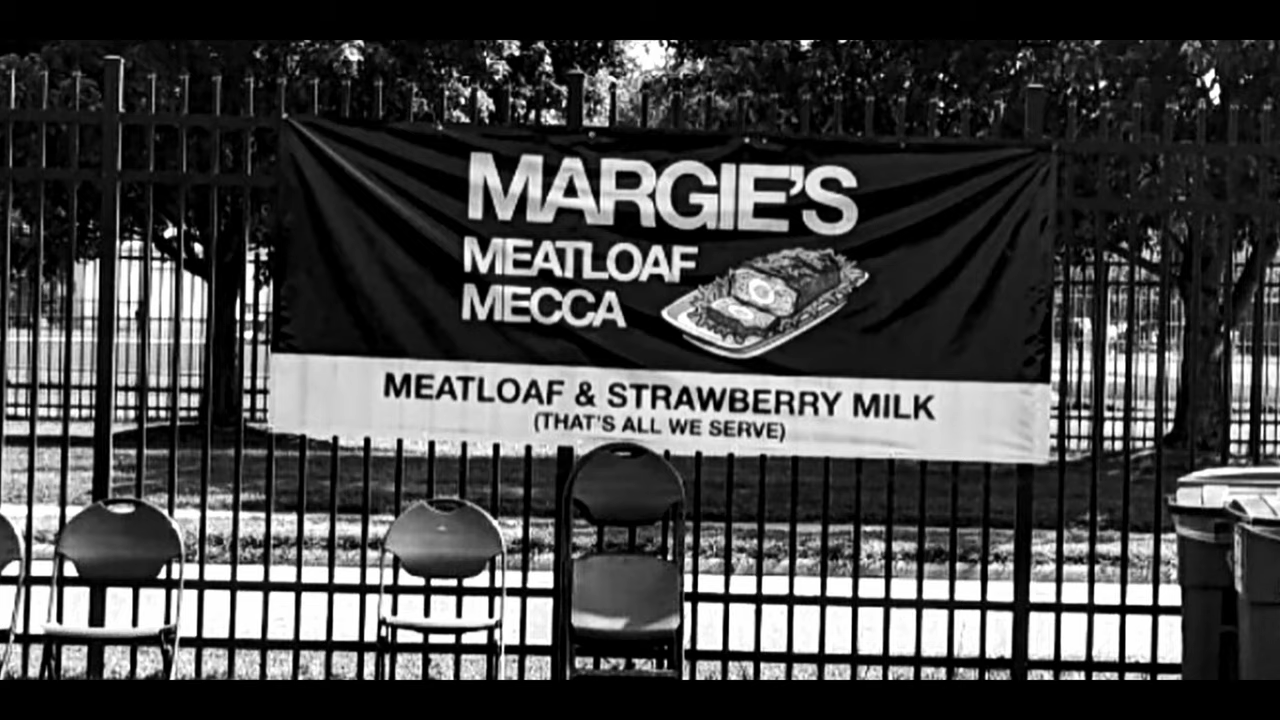 MARGIE'S
MEATLOAF
MECCA
MEATLOAF & STRAWBERRY MILK
(THAT'S ALL WE SERVE)